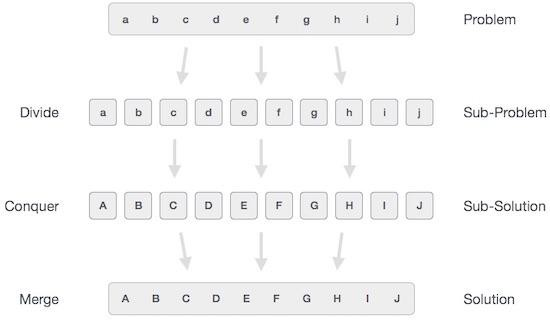 a b c d e f g h i j Problem
Divide a b c d e f g h i j Sub-Problem
Conquer A B C D E F G H I J Sub-Solution
Merge A B C D E F G H I J Solution